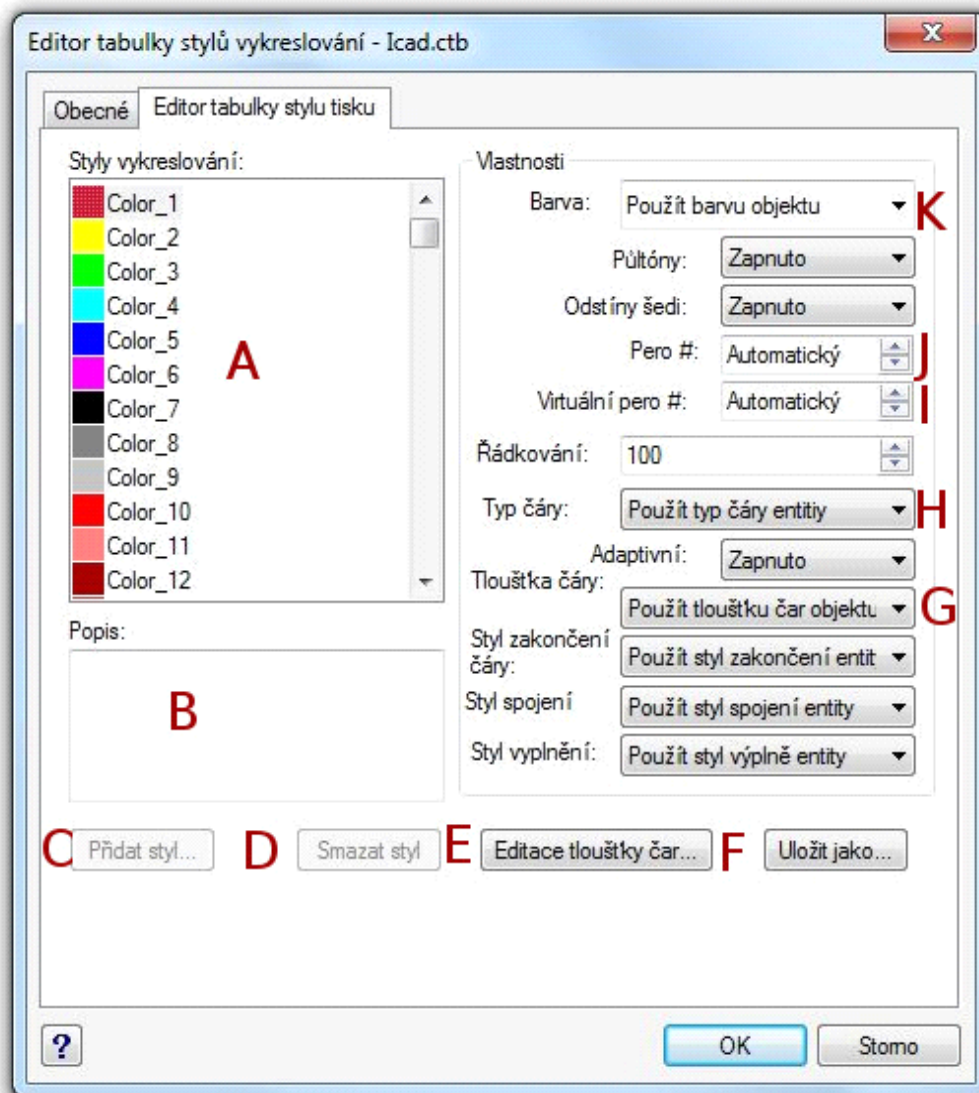 Editor tabulky stylů vykreslování - Icad.ctb
Obecné
Editor tabulky stylu tisku
Styly vykreslování:
Color_1
Color_2
Color_3
Color_4
Color_5
Color_6
Color_7
Color_8
Color_9
Color_10
Color_11
Color_12
A
Popis:
B
Vlastnosti
Barva: Použít barvu objektu K
Půltóny: Zapnuto
Odstíny šedi: Zapnuto
Pero #: Automatický J
Virtuální pero #: Automatický I
Řádkování: 100
Typ čáry: Použít typ čáry entitiy H
Adaptivní: Zapnuto
Tloušťka čáry:
Použít tloušťku čar objektu G
Styl zakončení
čáry: Použít styl zakončení entit
Styl spojení Použít styl spojení entity
Styl vyplnění: Použít styl výplně entity
C Přidat styl... D Smazat styl E Editace tloušťky čar... F Uložit jako...
? OK Storno